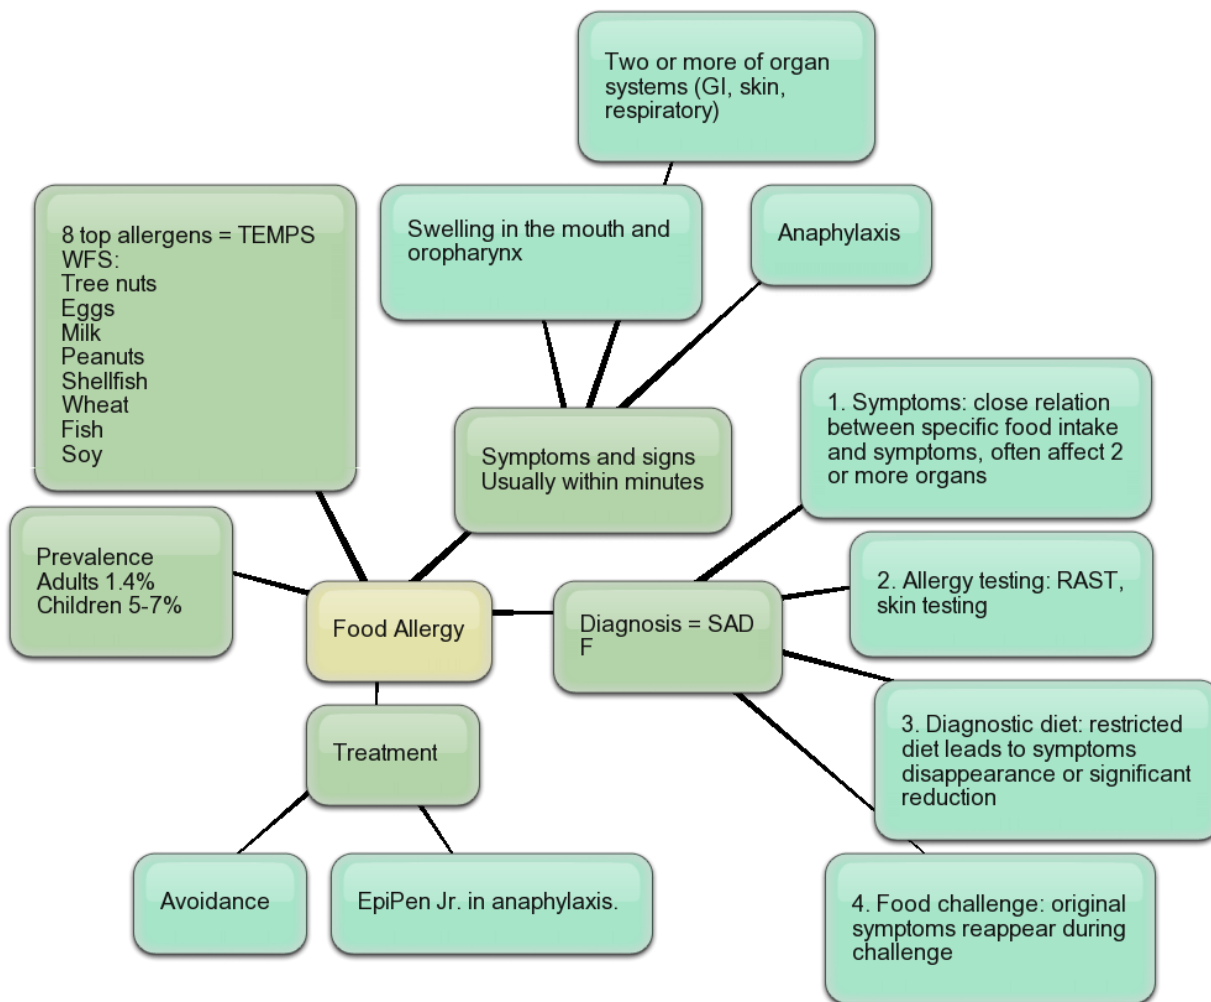 Two or more of organ
systems (GI, skin,
respiratory)
8 top allergens = TEMPS
WFS:
Tree nuts
Eggs
Milk
Peanuts
Shellfish
Wheat
Fish
Soy
Swelling in the mouth and
oropharynx
Anaphylaxis
Symptoms and signs
Usually within minutes
1. Symptoms: close relation
between specific food intake
and symptoms, often affect 2
or more organs
Prevalence
Adults 1.4%
Children 5-7%
Food Allergy
Diagnosis = SAD
F
2. Allergy testing: RAST,
skin testing
3. Diagnostic diet: restricted
diet leads to symptoms
disappearance or significant
reduction
Treatment
Avoidance
EpiPen Jr. in anaphylaxis.
4. Food challenge: original
symptoms reappear during
challenge